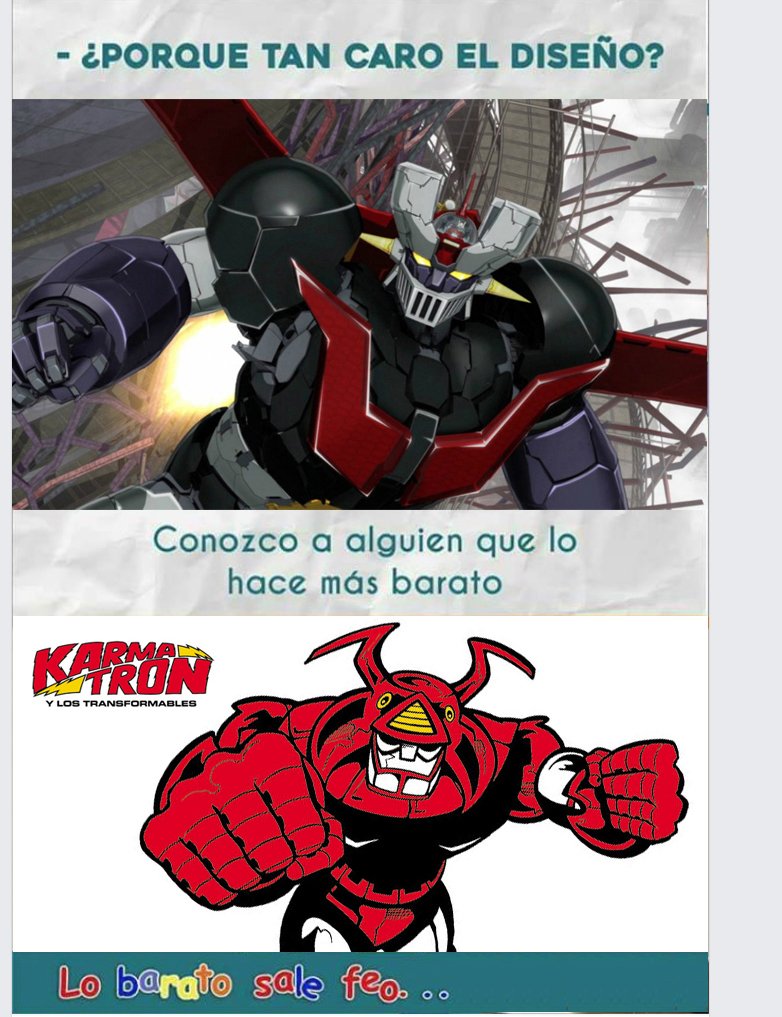 - ¿PORQUE TAN CARO EL DISEÑO?
Conozco a alguien que lo
hace más barato
KARMA
TRON
Y LOS TRANSFORMABLES
Lo barato sale feo. . .